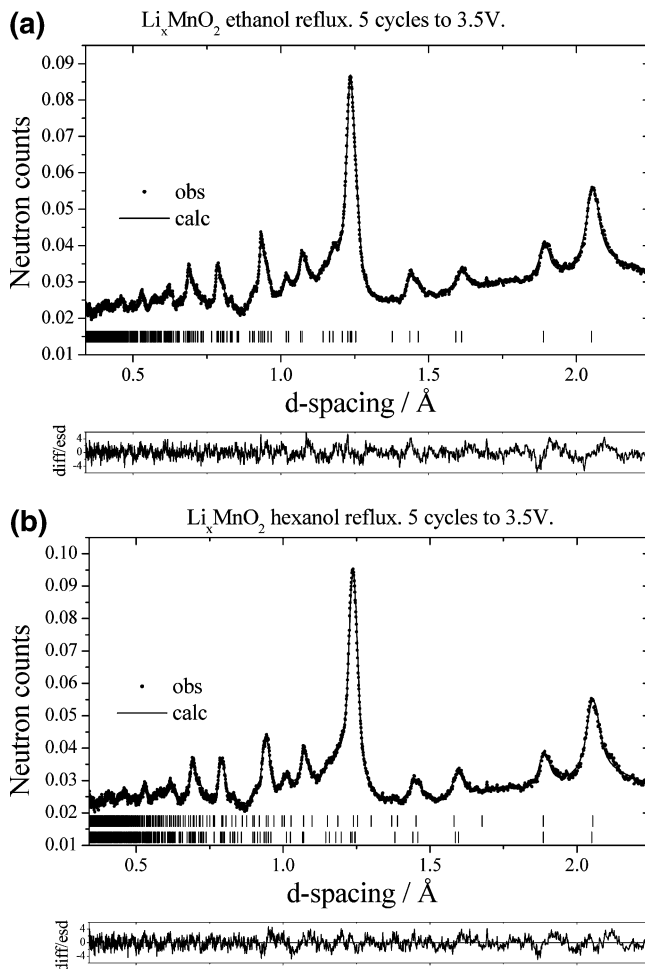 (a)
Li_xMnO_2 ethanol reflux. 5 cycles to 3.5V.
0.09
0.08
0.07
0.06
0.05
0.04
0.03
0.02
0.01
Neutron counts
obs
calc
0.5 1.0 1.5 2.0
d-spacing / Å
diff/esd
4
0
-4
(b)
Li_xMnO_2 hexanol reflux. 5 cycles to 3.5V.
0.10
0.09
0.08
0.07
0.06
0.05
0.04
0.03
0.02
0.01
Neutron counts
obs
calc
0.5 1.0 1.5 2.0
d-spacing / Å
diff/esd
4
0
-4